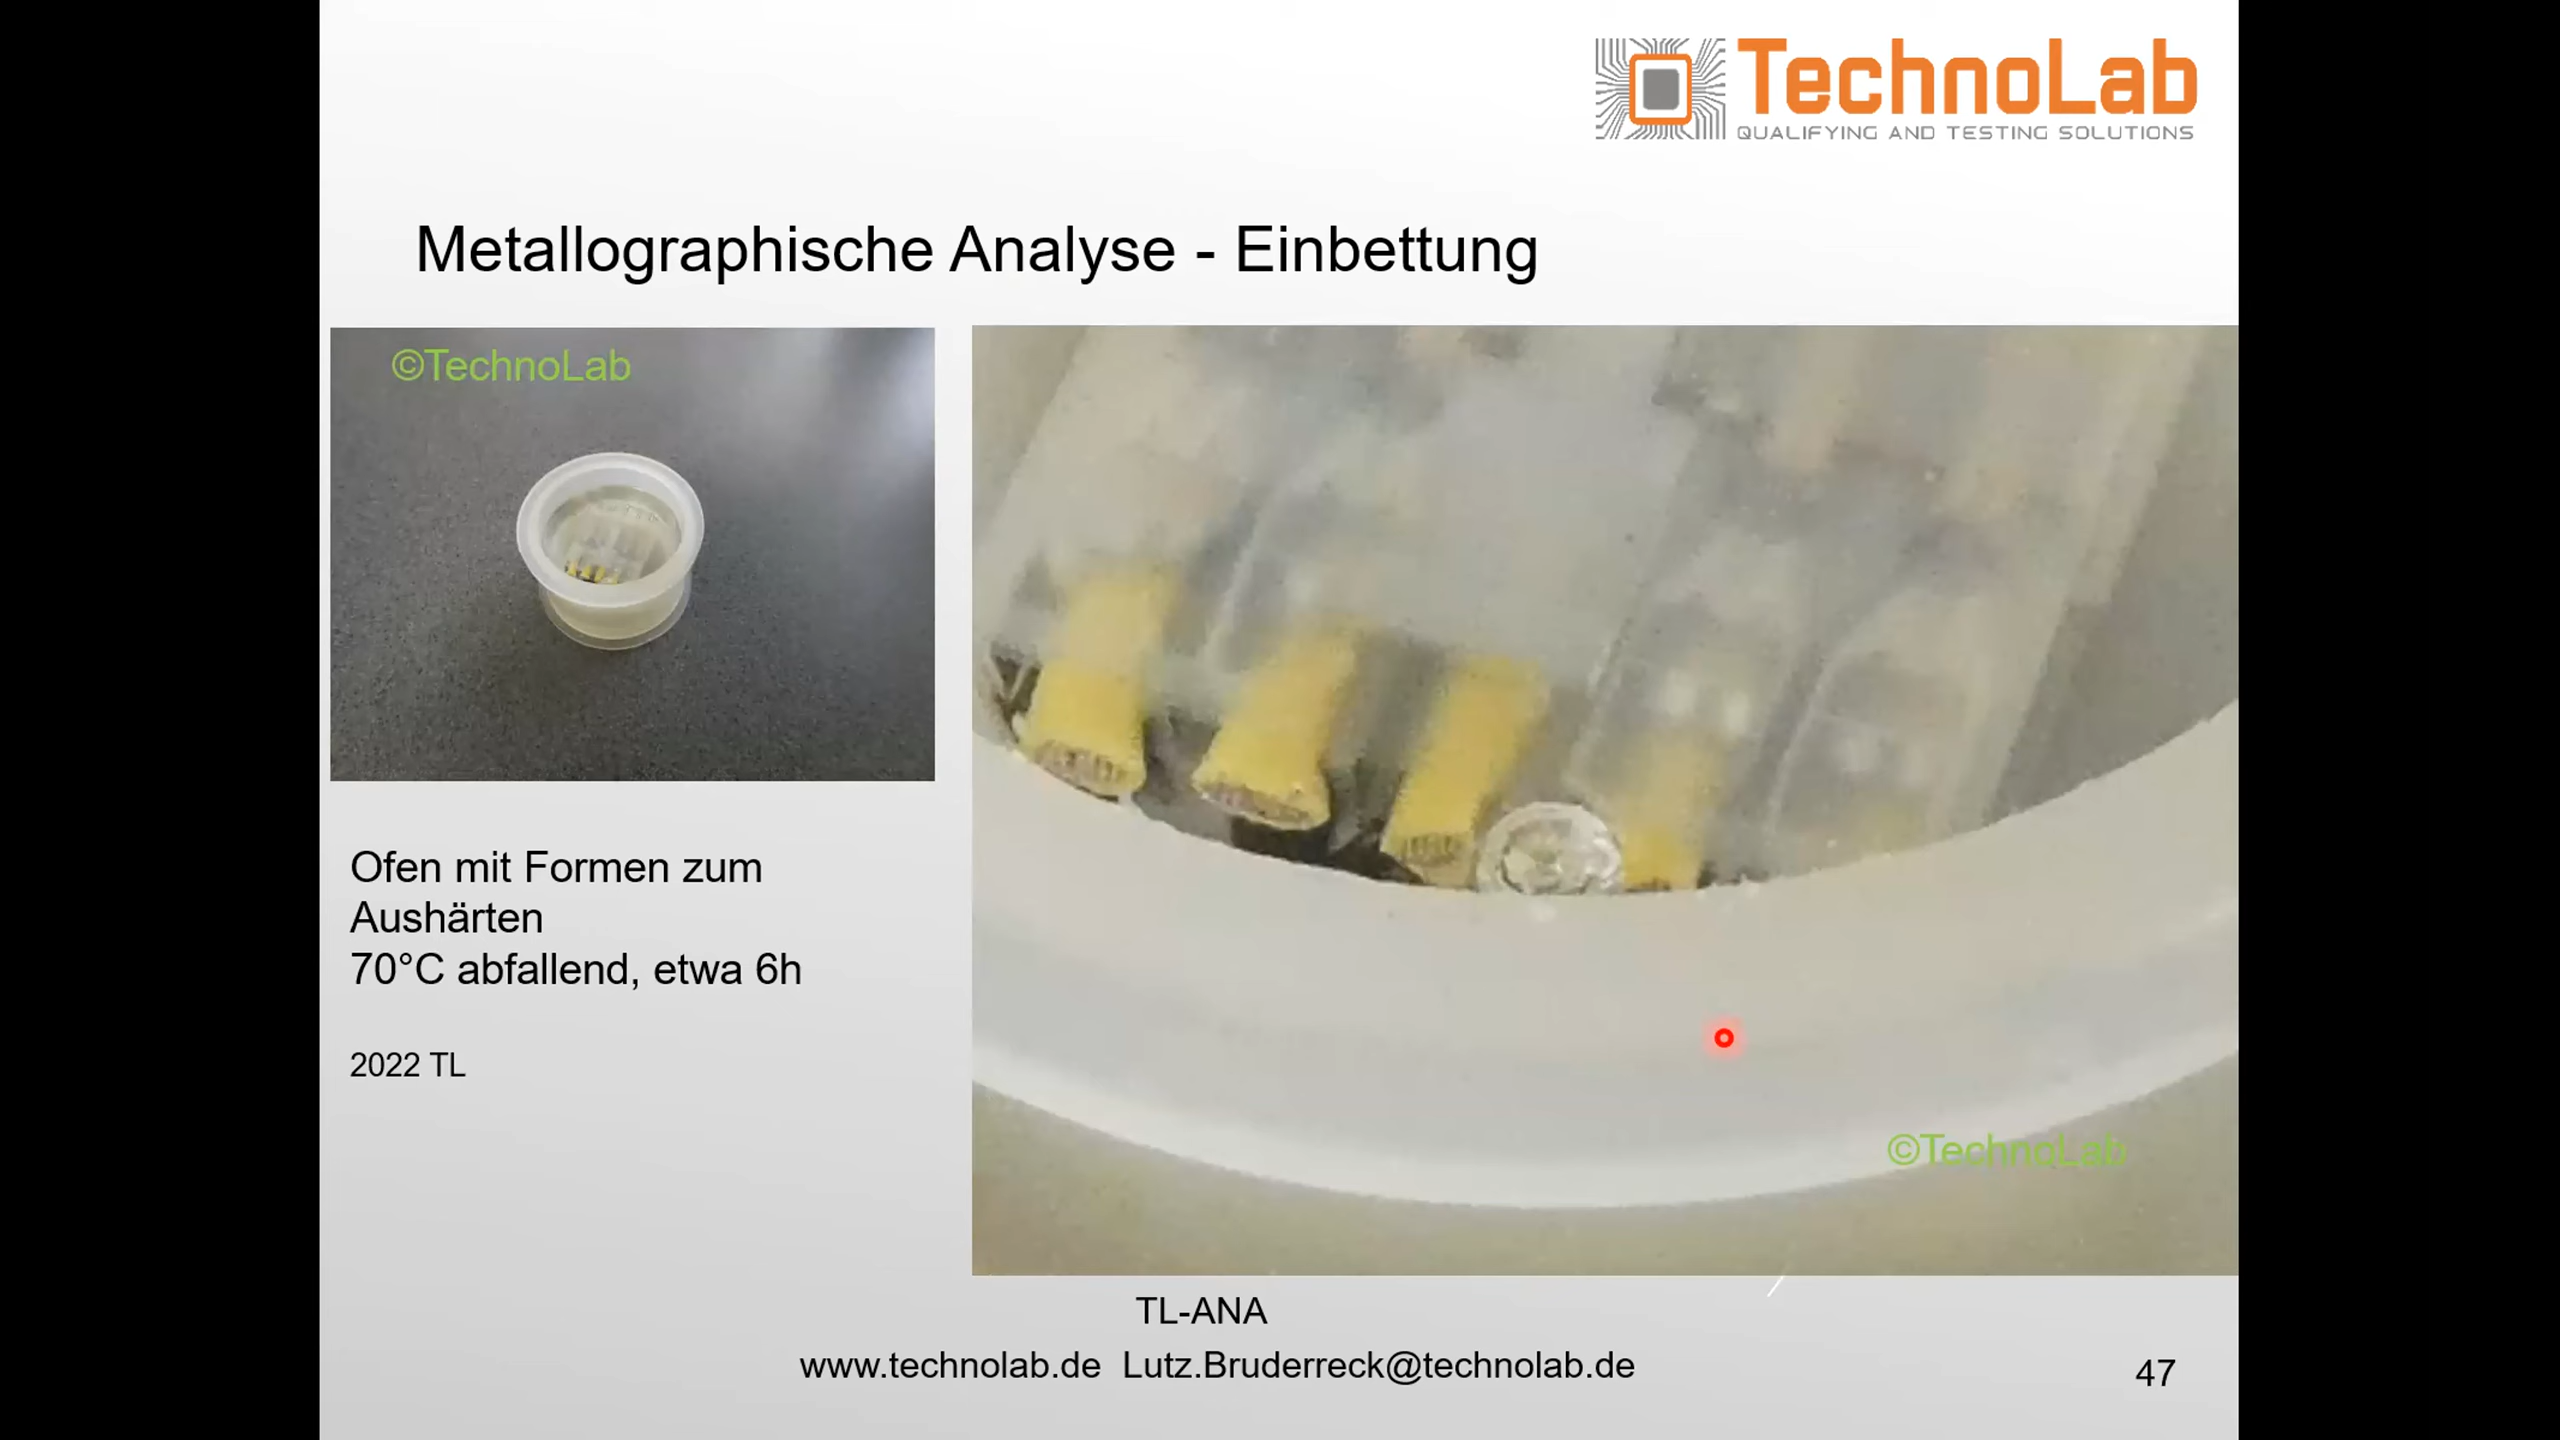 TechnoLab
QUALIFYING AND TESTING SOLUTIONS
Metallographische Analyse - Einbettung
©TechnoLab
Ofen mit Formen zum
Aushärten
70°C abfallend, etwa 6h
2022 TL
©TechnoLab
TL-ANA
www.technolab.de Lutz.Bruderreck@technolab.de
47